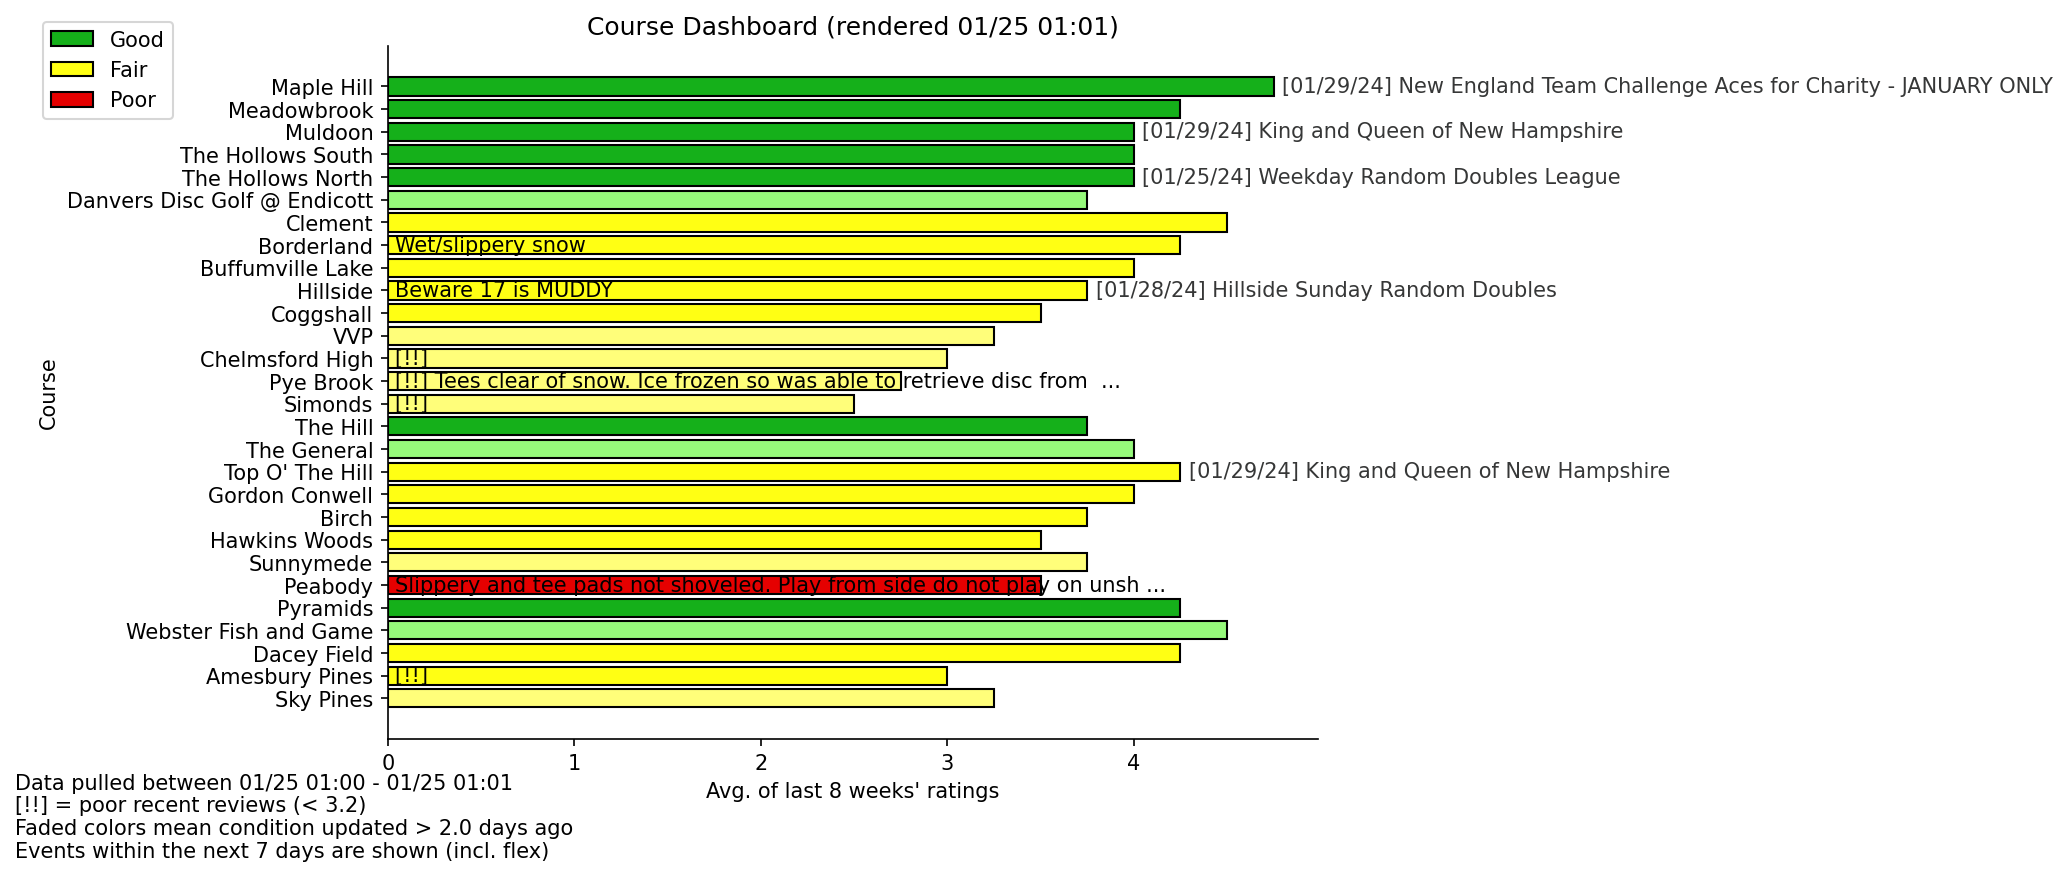 Course Dashboard (rendered 01/25 01:01)
Good
Fair
Poor
Maple Hill [01/29/24] New England Team Challenge Aces for Charity - JANUARY ONLY
Meadowbrook
Muldoon [01/29/24] King and Queen of New Hampshire
The Hollows South
The Hollows North [01/25/24] Weekday Random Doubles League
Danvers Disc Golf @ Endicott
Clement
Borderland Wet/slippery snow
Buffumville Lake
Hillside Beware 17 is MUDDY [01/28/24] Hillside Sunday Random Doubles
Coggshall
VVP
Chelmsford High [!!]
Pye Brook [!!] Tees clear of snow. Ice frozen so was able to retrieve disc from  ...
Simonds [!!]
The Hill
The General
Top O' The Hill [01/29/24] King and Queen of New Hampshire
Gordon Conwell
Birch
Hawkins Woods
Sunnymede
Peabody Slippery and tee pads not shoveled. Play from side do not play on unsh ...
Pyramids
Webster Fish and Game
Dacey Field
Amesbury Pines [!!]
Sky Pines
Course
0 1 2 3 4
Avg. of last 8 weeks' ratings
Data pulled between 01/25 01:00 - 01/25 01:01
[!!] = poor recent reviews (< 3.2)
Faded colors mean condition updated > 2.0 days ago
Events within the next 7 days are shown (incl. flex)